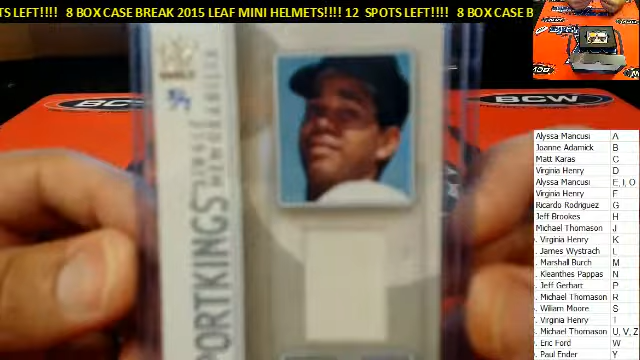 TS LEFT!!!!   8 BOX CASE BREAK 2015 LEAF MINI HELMETS!!!! 12  SPOTS LEFT!!!!   8 BOX CASE B
BCW
BCW
PORTKINGS
SINGLE
MEMORABILIA
Alyssa Mancusi A
Joanne Adamick B
Matt Karas C
Virginia Henry D
Alyssa Mancusi E, I, O
Virginia Henry F
Ricardo Rodriguez G
Jeff Brookes H
Michael Thomason J
. Virginia Henry K
. James Wystrach L
. Marshall Burch M
. Kleanthes Pappas N
. Jeff Gerhart P
. Michael Thomason R
. William Moore S
. Virginia Henry T
. Michael Thomason U, V, Z
. Eric Ford W
. Paul Ender Y